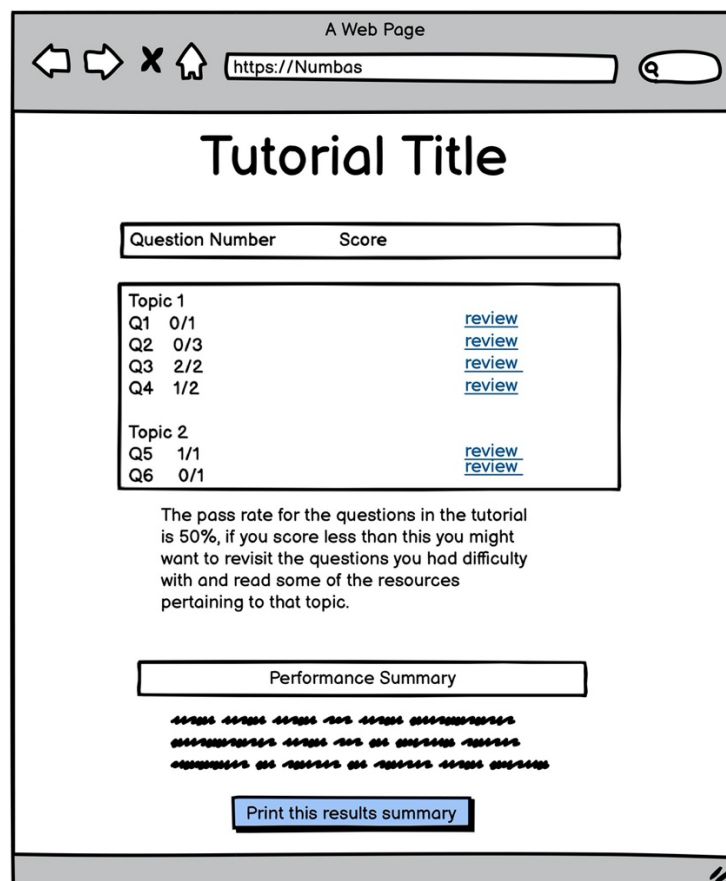 A Web Page
https://Numbas
Tutorial Title
Question Number Score
Topic 1
Q1 0/1 review
Q2 0/3 review
Q3 2/2 review
Q4 1/2 review
Topic 2
Q5 1/1 review
Q6 0/1 review
The pass rate for the questions in the tutorial
is 50%, if you score less than this you might
want to revisit the questions you had difficulty
with and read some of the resources
pertaining to that topic.
Performance Summary
Print this results summary